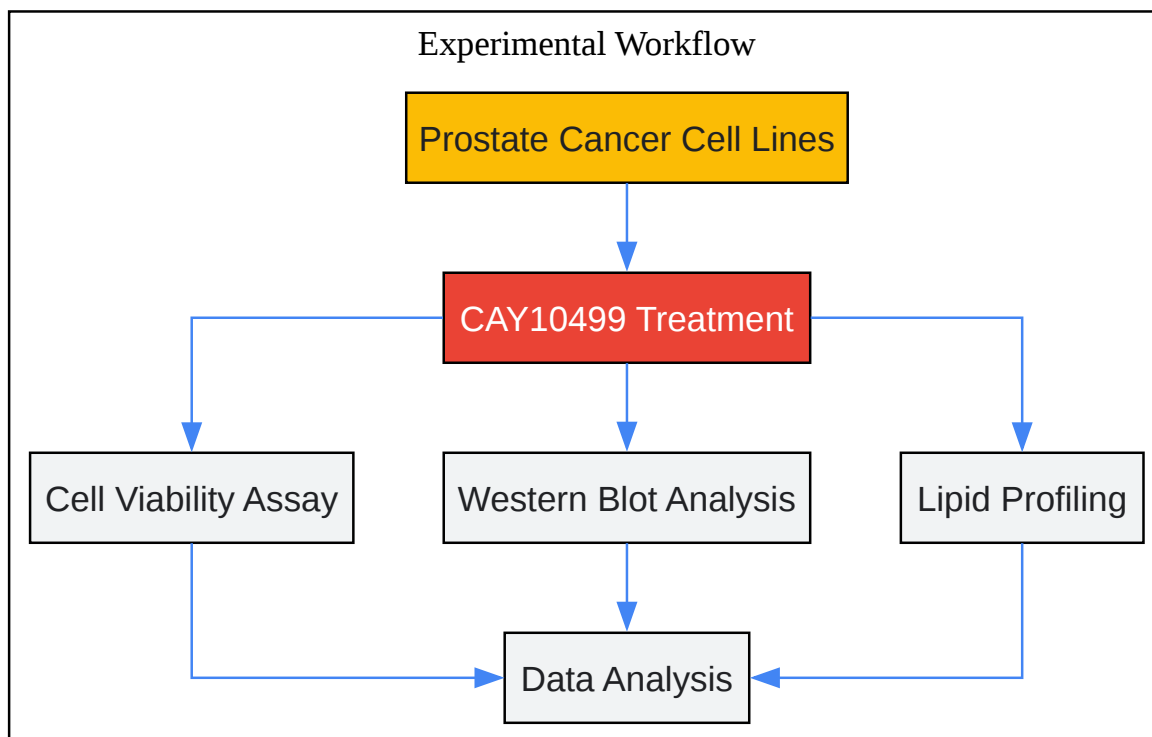 Experimental Workflow
Prostate Cancer Cell Lines
CAY10499 Treatment
Cell Viability Assay
Western Blot Analysis
Lipid Profiling
Data Analysis